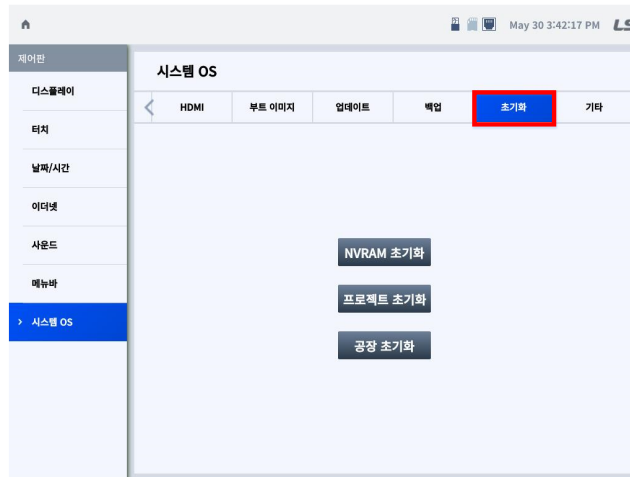 May 30 3:42:17 PM LS
제어판
디스플레이
터치
날짜/시간
이더넷
사운드
메뉴바
시스템 OS
시스템 OS
HDMI 부트 이미지 업데이트 백업 초기화 기타
NVRAM 초기화
프로젝트 초기화
공장 초기화